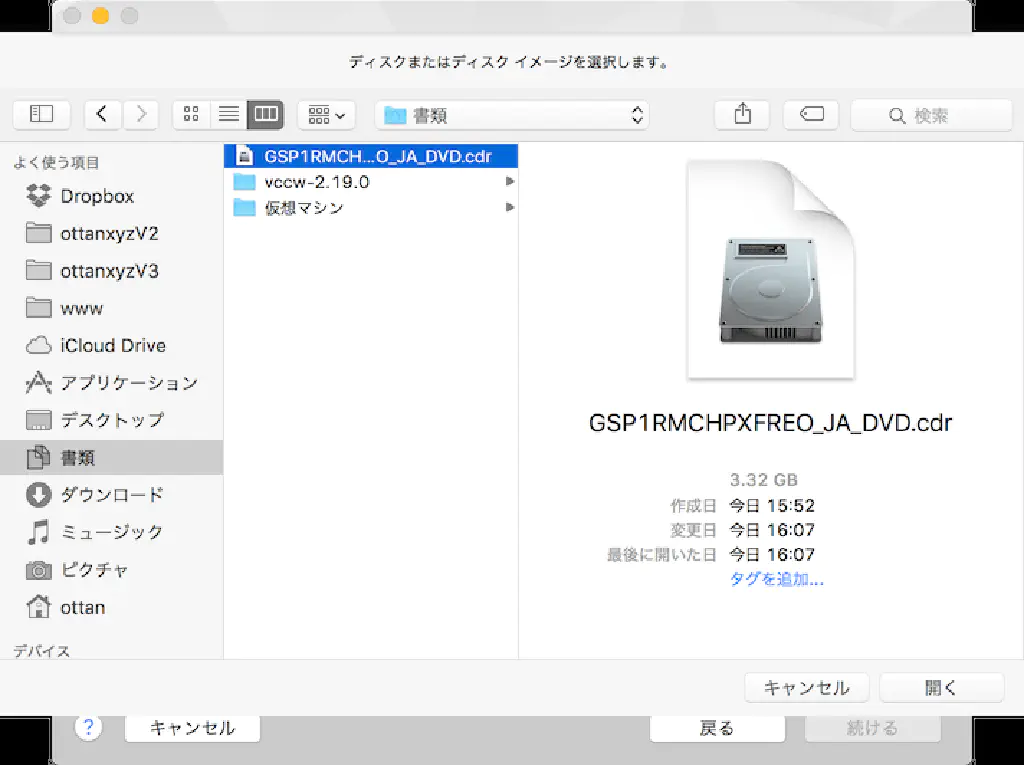 ディスクまたはディスク イメージを選択します。
書類
検索
よく使う項目
Dropbox
ottanxyzV2
ottanxyzV3
www
iCloud Drive
アプリケーション
デスクトップ
書類
ダウンロード
ミュージック
ピクチャ
ottan
デバイス
GSP1RMCH...O_JA_DVD.cdr
vccw-2.19.0
仮想マシン
GSP1RMCHPXFREO_JA_DVD.cdr
3.32 GB
作成日 今日 15:52
変更日 今日 16:07
最後に開いた日 今日 16:07
タグを追加...
キャンセル 開く
? キャンセル 戻る 続ける